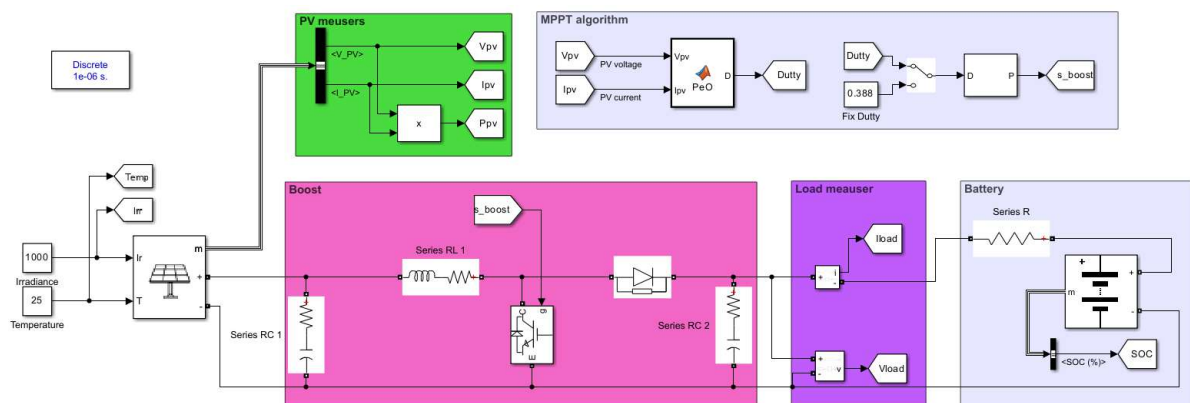 Discrete
1e-06 s.
PV meusers
<V_PV>
Vpv
<I_PV>
Ipv
x
Ppv
MPPT algorithm
Vpv
PV voltage
Ipv
PV current
Vpv
Ipv
PeO
D
Dutty
Dutty
0.388
Fix Dutty
D
P
s_boost
Temp
Irr
1000
Irradiance
25
Temperature
Ir
T
m
+
-
Boost
s_boost
Series RL 1
Series RC 1
C
g
E
Series RC 2
Load meauser
Iload
+
-
i
+
-
v
Vload
Battery
Series R
+
m
+
-
<SOC (%)>
SOC